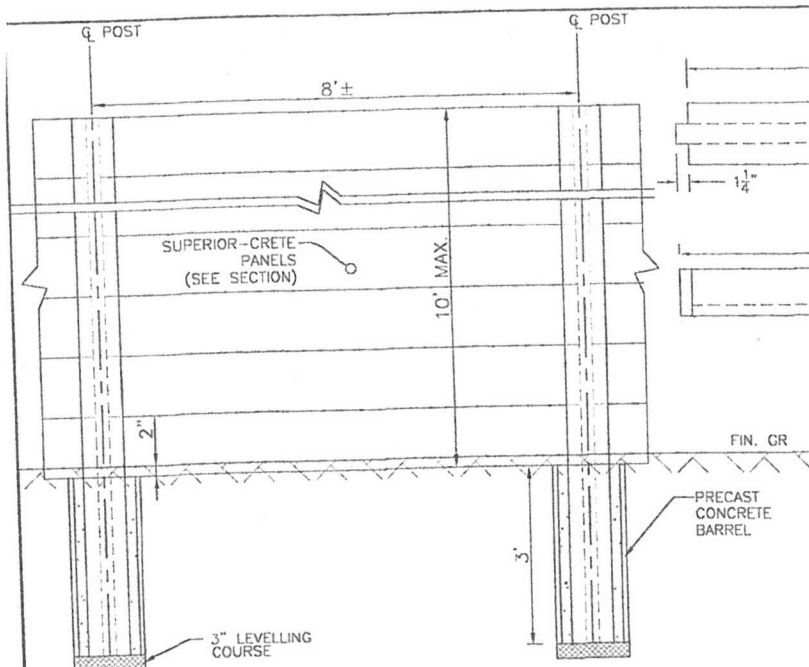 ℄ POST
℄ POST
8'±
1¼"
SUPERIOR-CRETE
PANELS
(SEE SECTION)
10' MAX.
2"
FIN. GR
PRECAST
CONCRETE
BARREL
3'
3" LEVELLING
COURSE